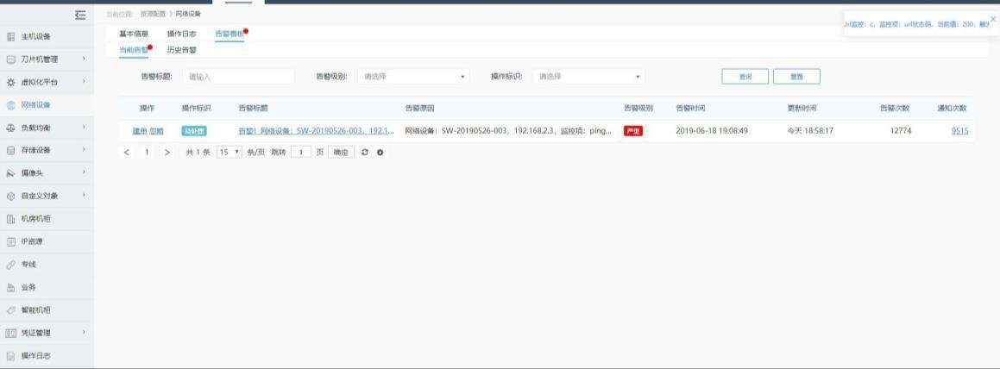 当前位置: 资源配置 > 网络设备
Url监控: c, 监控项: url状态码, 当前值: 200, 触发
主机设备
刀片机管理
虚拟化平台
网络设备
负载均衡
存储设备
摄像头
自定义对象
机房机柜
IP资源
专线
业务
智能机柜
凭证管理
操作日志
基本信息 操作日志 告警看板
当前告警 历史告警
告警标题: 请输入 告警级别: 请选择 操作标识: 请选择 查询 重置
操作 操作标识 告警标题 告警原因 告警级别 告警时间 更新时间 告警次数 通知次数
建单 忽略 待处理 告警! 网络设备: SW-20190526-003, 192.1... 网络设备: SW-20190526-003, 192.168.2.3, 监控项: ping... 严重 2019-06-18 19:08:49 今天 18:58:17 12774 9515
< 1 > 共 1 条 15 条/页 跳转 1 页 确定